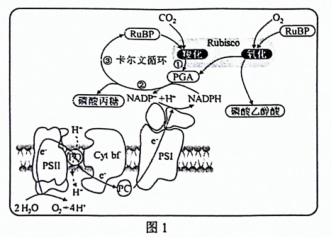 CO₂
O₂
RuBP
Rubisco
RuBP
羧化
氧化
③ 卡尔文循环
①
PGA
②
磷酸丙糖
NADP⁺+H⁺
NADPH
磷酸乙醇酸
H⁺
e⁻
PSII
PQ
Cyt bf
e⁻
PSI
e⁻
H⁺
e⁻
PC
2H₂O
O₂+4H⁺
图1